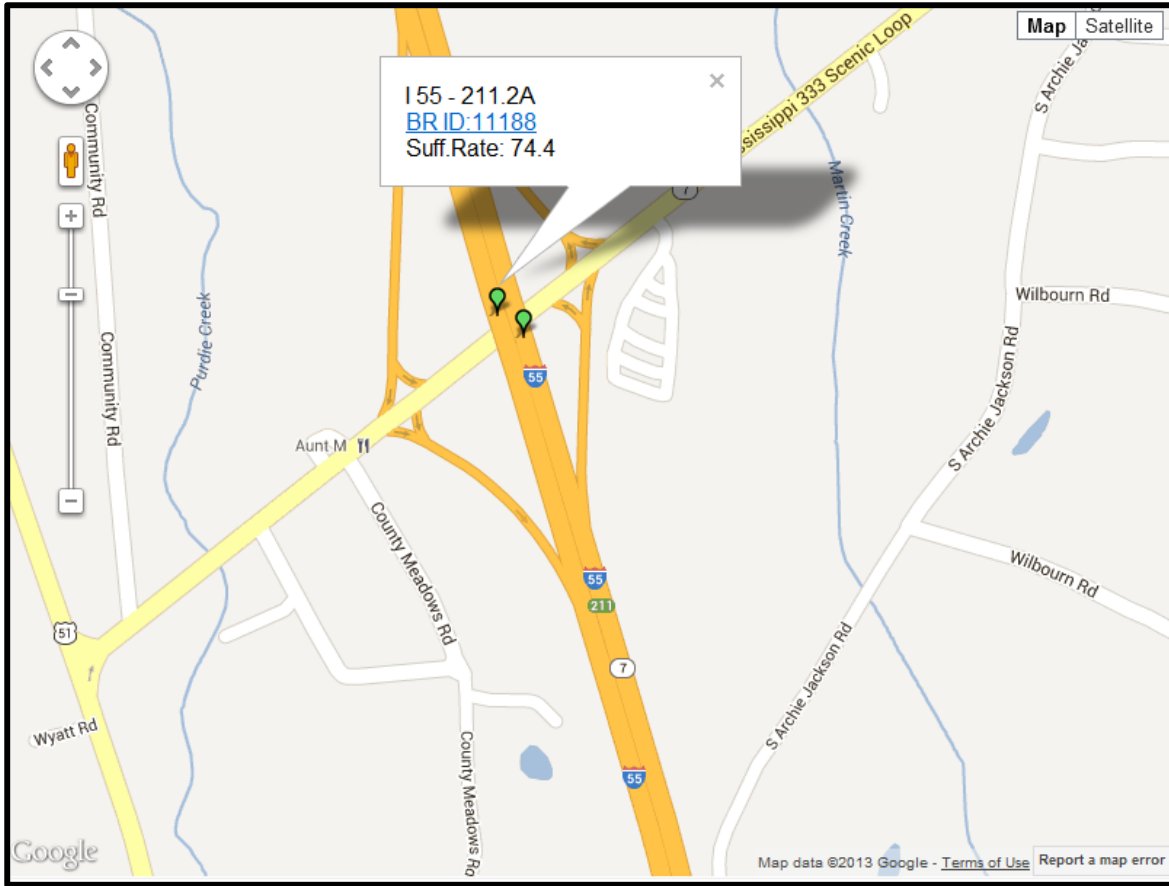 Map
Satellite
I 55 - 211.2A
BR ID:11188
Suff.Rate: 74.4
×
ssissippi 333 Scenic Loop
7
S Archie Ja
Community Rd
Martin Creek
Purdie Creek
Wilbourn Rd
Community Rd
55
S Archie Jackson Rd
Aunt M
County Meadows Rd
55
211
Wilbourn Rd
51
7
S Archie Jackson Rd
Wyatt Rd
County Meadows Rd
55
Google
Map data ©2013 Google - Terms of Use
Report a map error